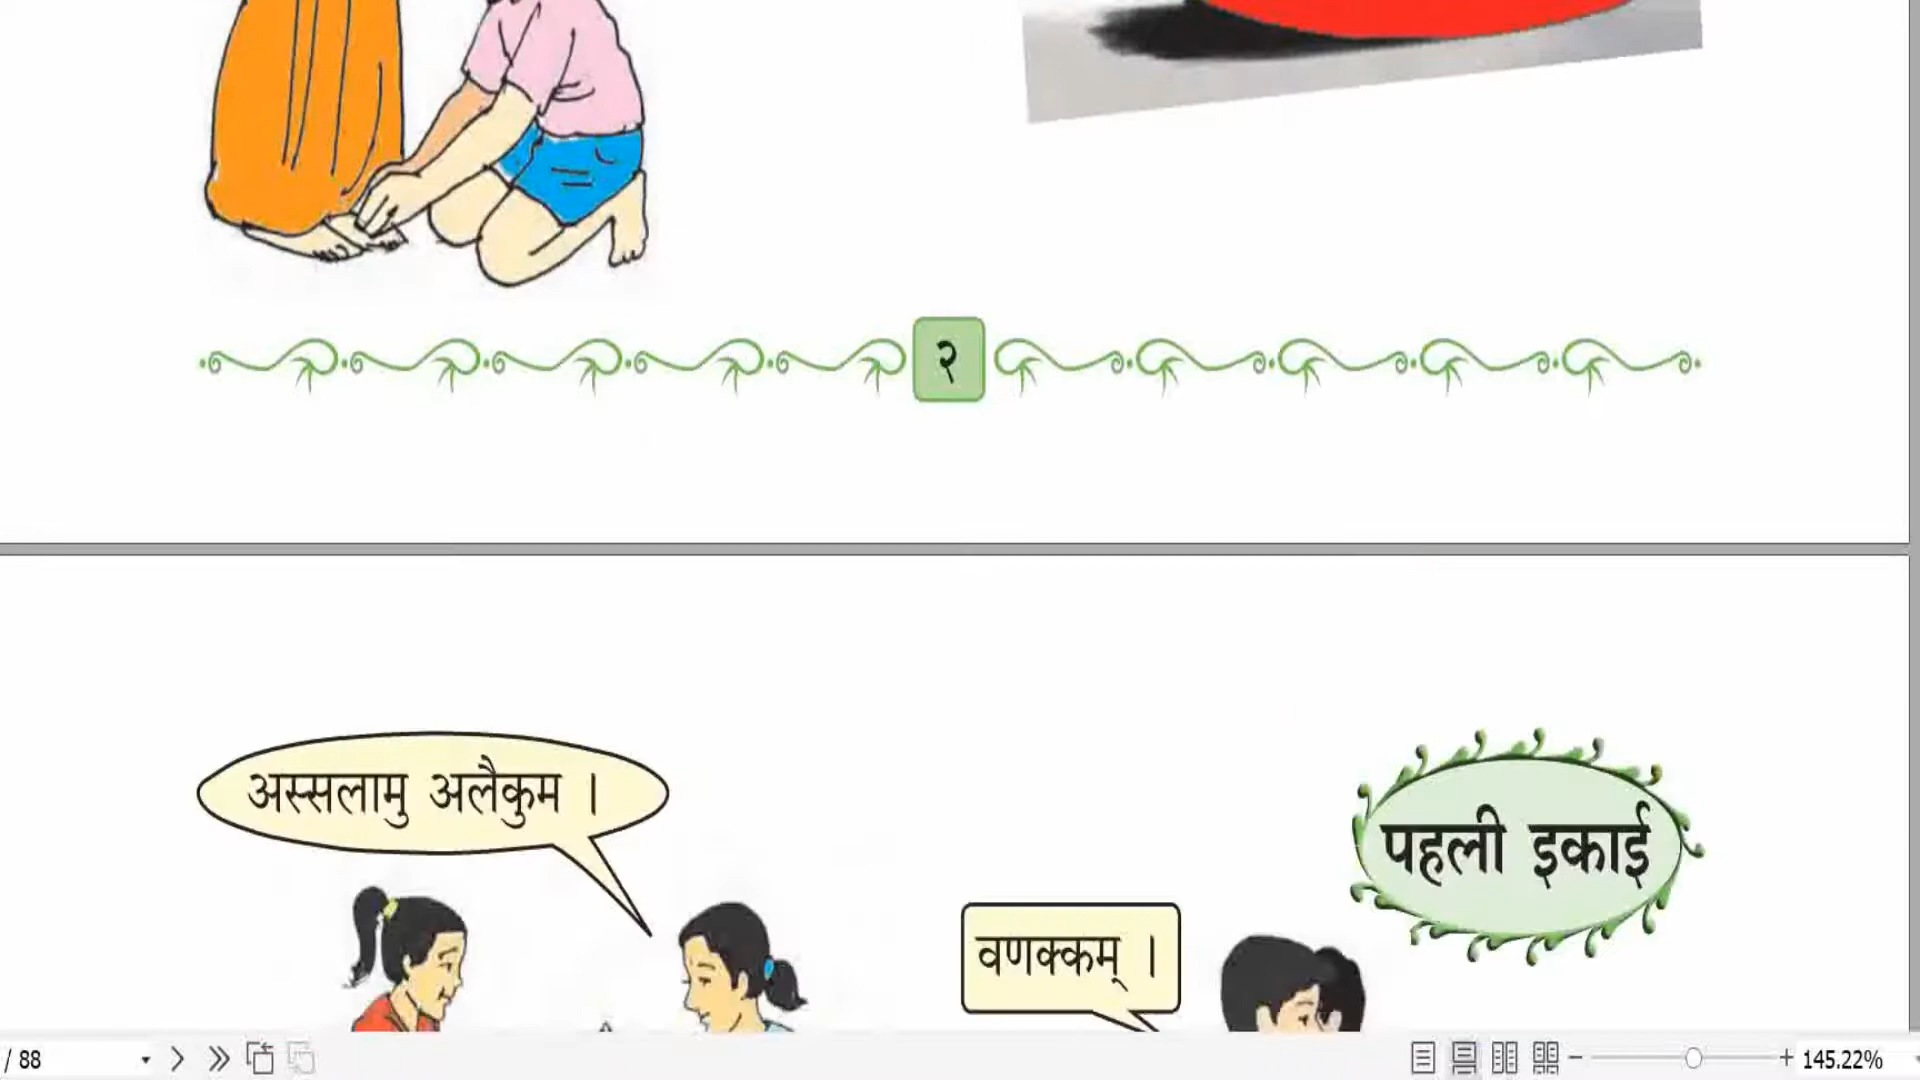 २
अस्सलामु अलैकुम ।
पहली इकाई
वणक्कम् ।
/ 88
145.22%